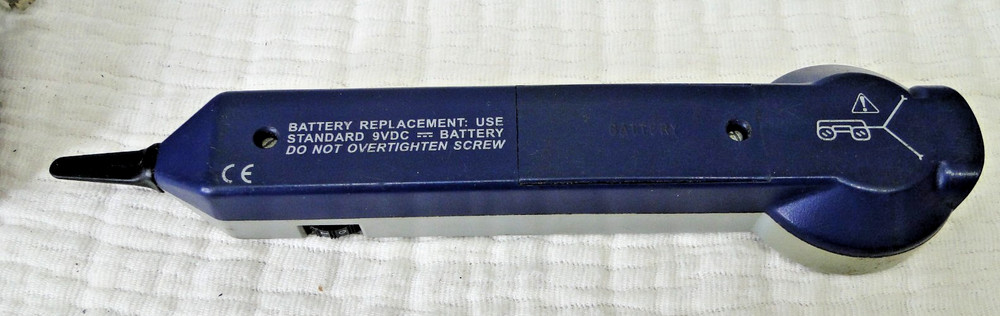 BATTERY REPLACEMENT: USE
STANDARD 9VDC ⎓ BATTERY
DO NOT OVERTIGHTEN SCREW
CE
BATTERY